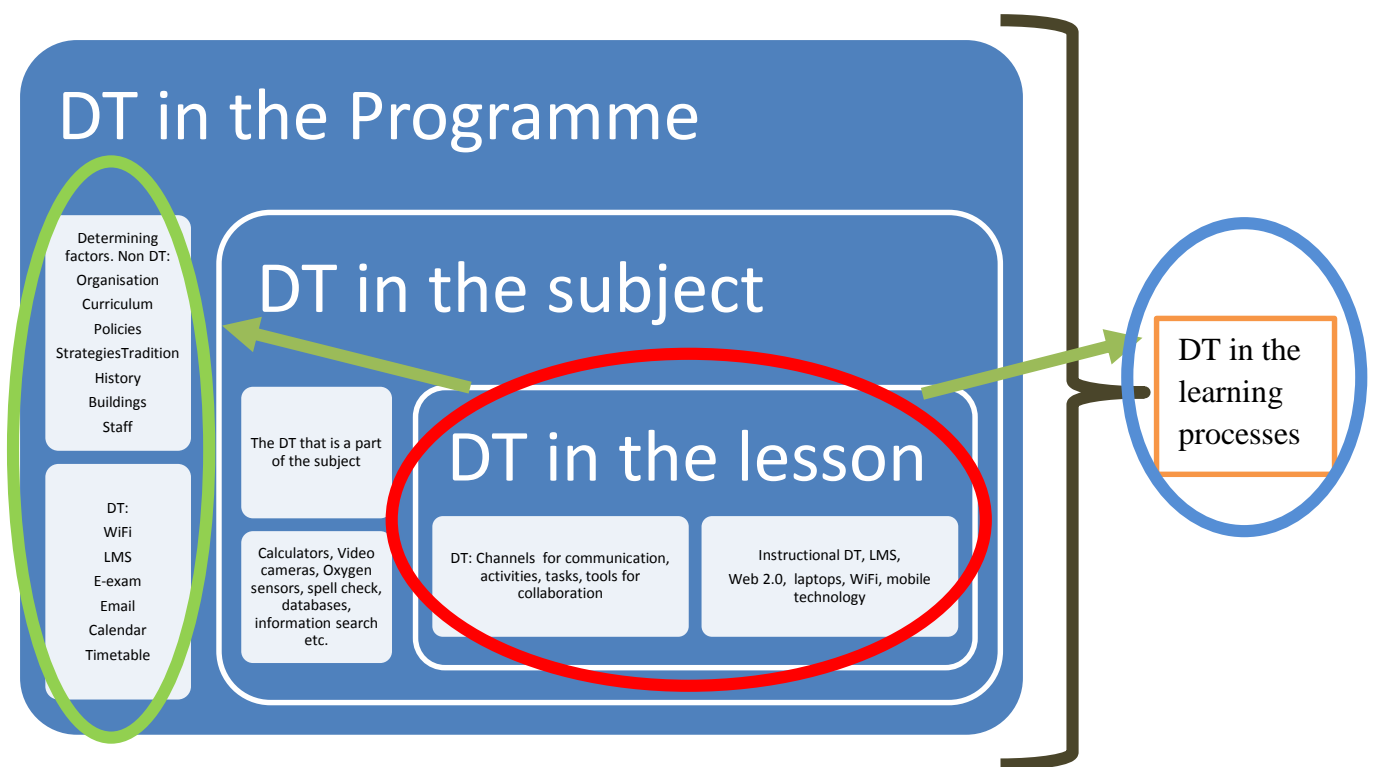 DT in the Programme
Determining
factors. Non DT:
Organisation
Curriculum
Policies
StrategiesTradition
History
Buildings
Staff
DT:
WiFi
LMS
E-exam
Email
Calendar
Timetable
DT in the subject
The DT that is a part
of the subject
Calculators, Video
cameras, Oxygen
sensors, spell check,
databases,
information search
etc.
DT in the lesson
DT: Channels for communication,
activities, tasks, tools for
collaboration
Instructional DT, LMS,
Web 2.0, laptops, WiFi, mobile
technology
DT in the
learning
processes